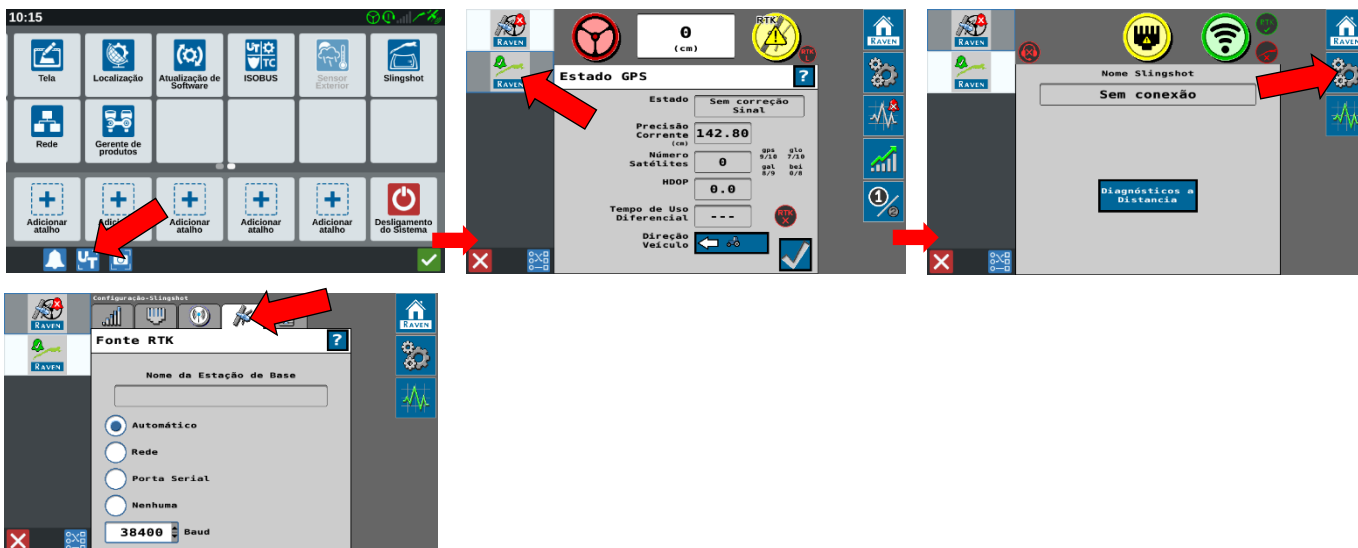 10:15
Tela
Localização
Atualização de
Software
ISOBUS
Sensor
Exterior
Slingshot
Rede
Gerente de
produtos
Adicionar
atalho
atalho
Adicionar
atalho
Adicionar
atalho
Adicionar
atalho
Desligamento
do Sistema
UT
RAVEN
RAVEN
0
(cm)
RTK
RTK
RAVEN
Estado GPS
?
Estado
Sem correção
Sinal
Precisão
Corrente
(cm)
142.80
Número
Satélites
0
gps
9/10
glo
7/10
gal
8/9
bei
0/8
HDOP
0.0
Tempo de Uso
Diferencial
---
RTK
X
Direção
Veículo
1/2
RAVEN
RAVEN
RTK
RAVEN
Nome Slingshot
Sem conexão
Diagnósticos a
Distancia
RAVEN
RAVEN
Configuração-Slingshot
RAVEN
Fonte RTK
?
Nome da Estação de Base
Automático
Rede
Porta Serial
Nenhuma
38400 Baud